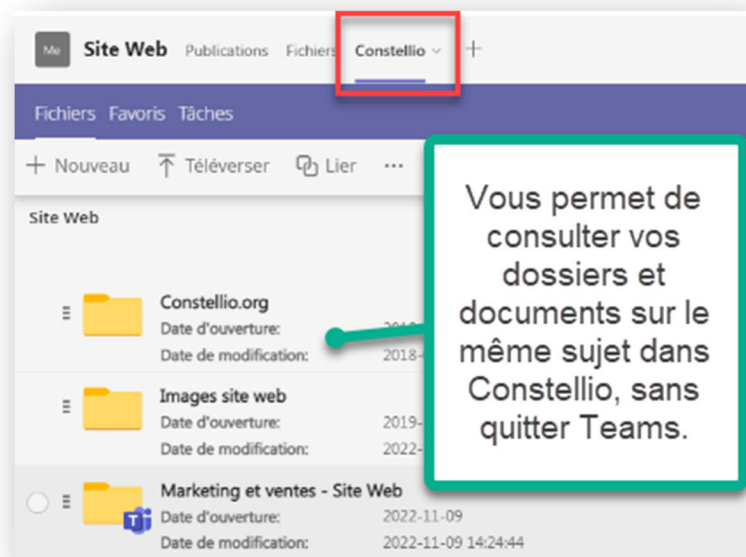 Me Site Web Publications Fichiers Constellio +
Fichiers Favoris Tâches
+ Nouveau Téléverser Lier ...
Site Web
Constellio.org
Date d'ouverture:
Date de modification: 2018-
Images site web
Date d'ouverture: 2019-
Date de modification: 2022-
Marketing et ventes - Site Web
Date d'ouverture: 2022-11-09
Date de modification: 2022-11-09 14:24:44
Vous permet de
consulter vos
dossiers et
documents sur le
même sujet dans
Constellio, sans
quitter Teams.